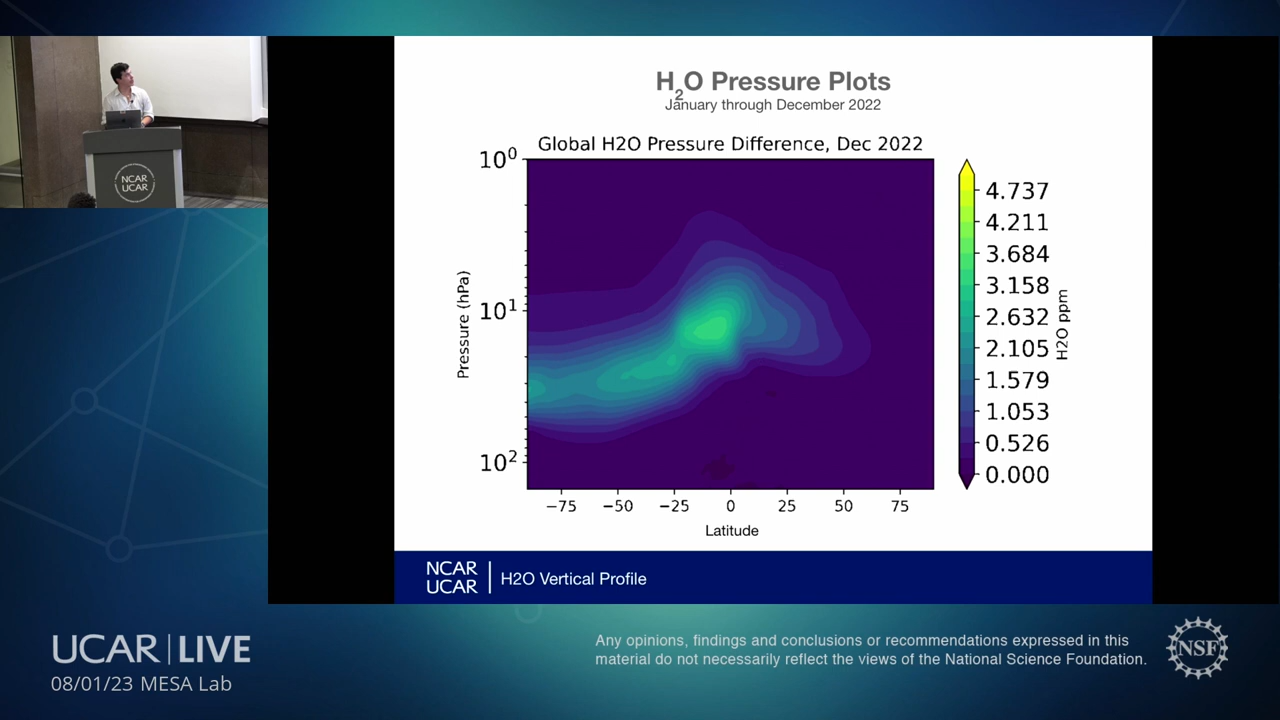 NCAR
UCAR
H2O Pressure Plots
January through December 2022
Global H2O Pressure Difference, Dec 2022
10^0
10^1
10^2
Pressure (hPa)
−75 −50 −25 0 25 50 75
Latitude
4.737
4.211
3.684
3.158
2.632
2.105
1.579
1.053
0.526
0.000
H2O ppm
NCAR
UCAR
H2O Vertical Profile
UCAR | LIVE
08/01/23 MESA Lab
Any opinions, findings and conclusions or recommendations expressed in this
material do not necessarily reflect the views of the National Science Foundation.
NSF